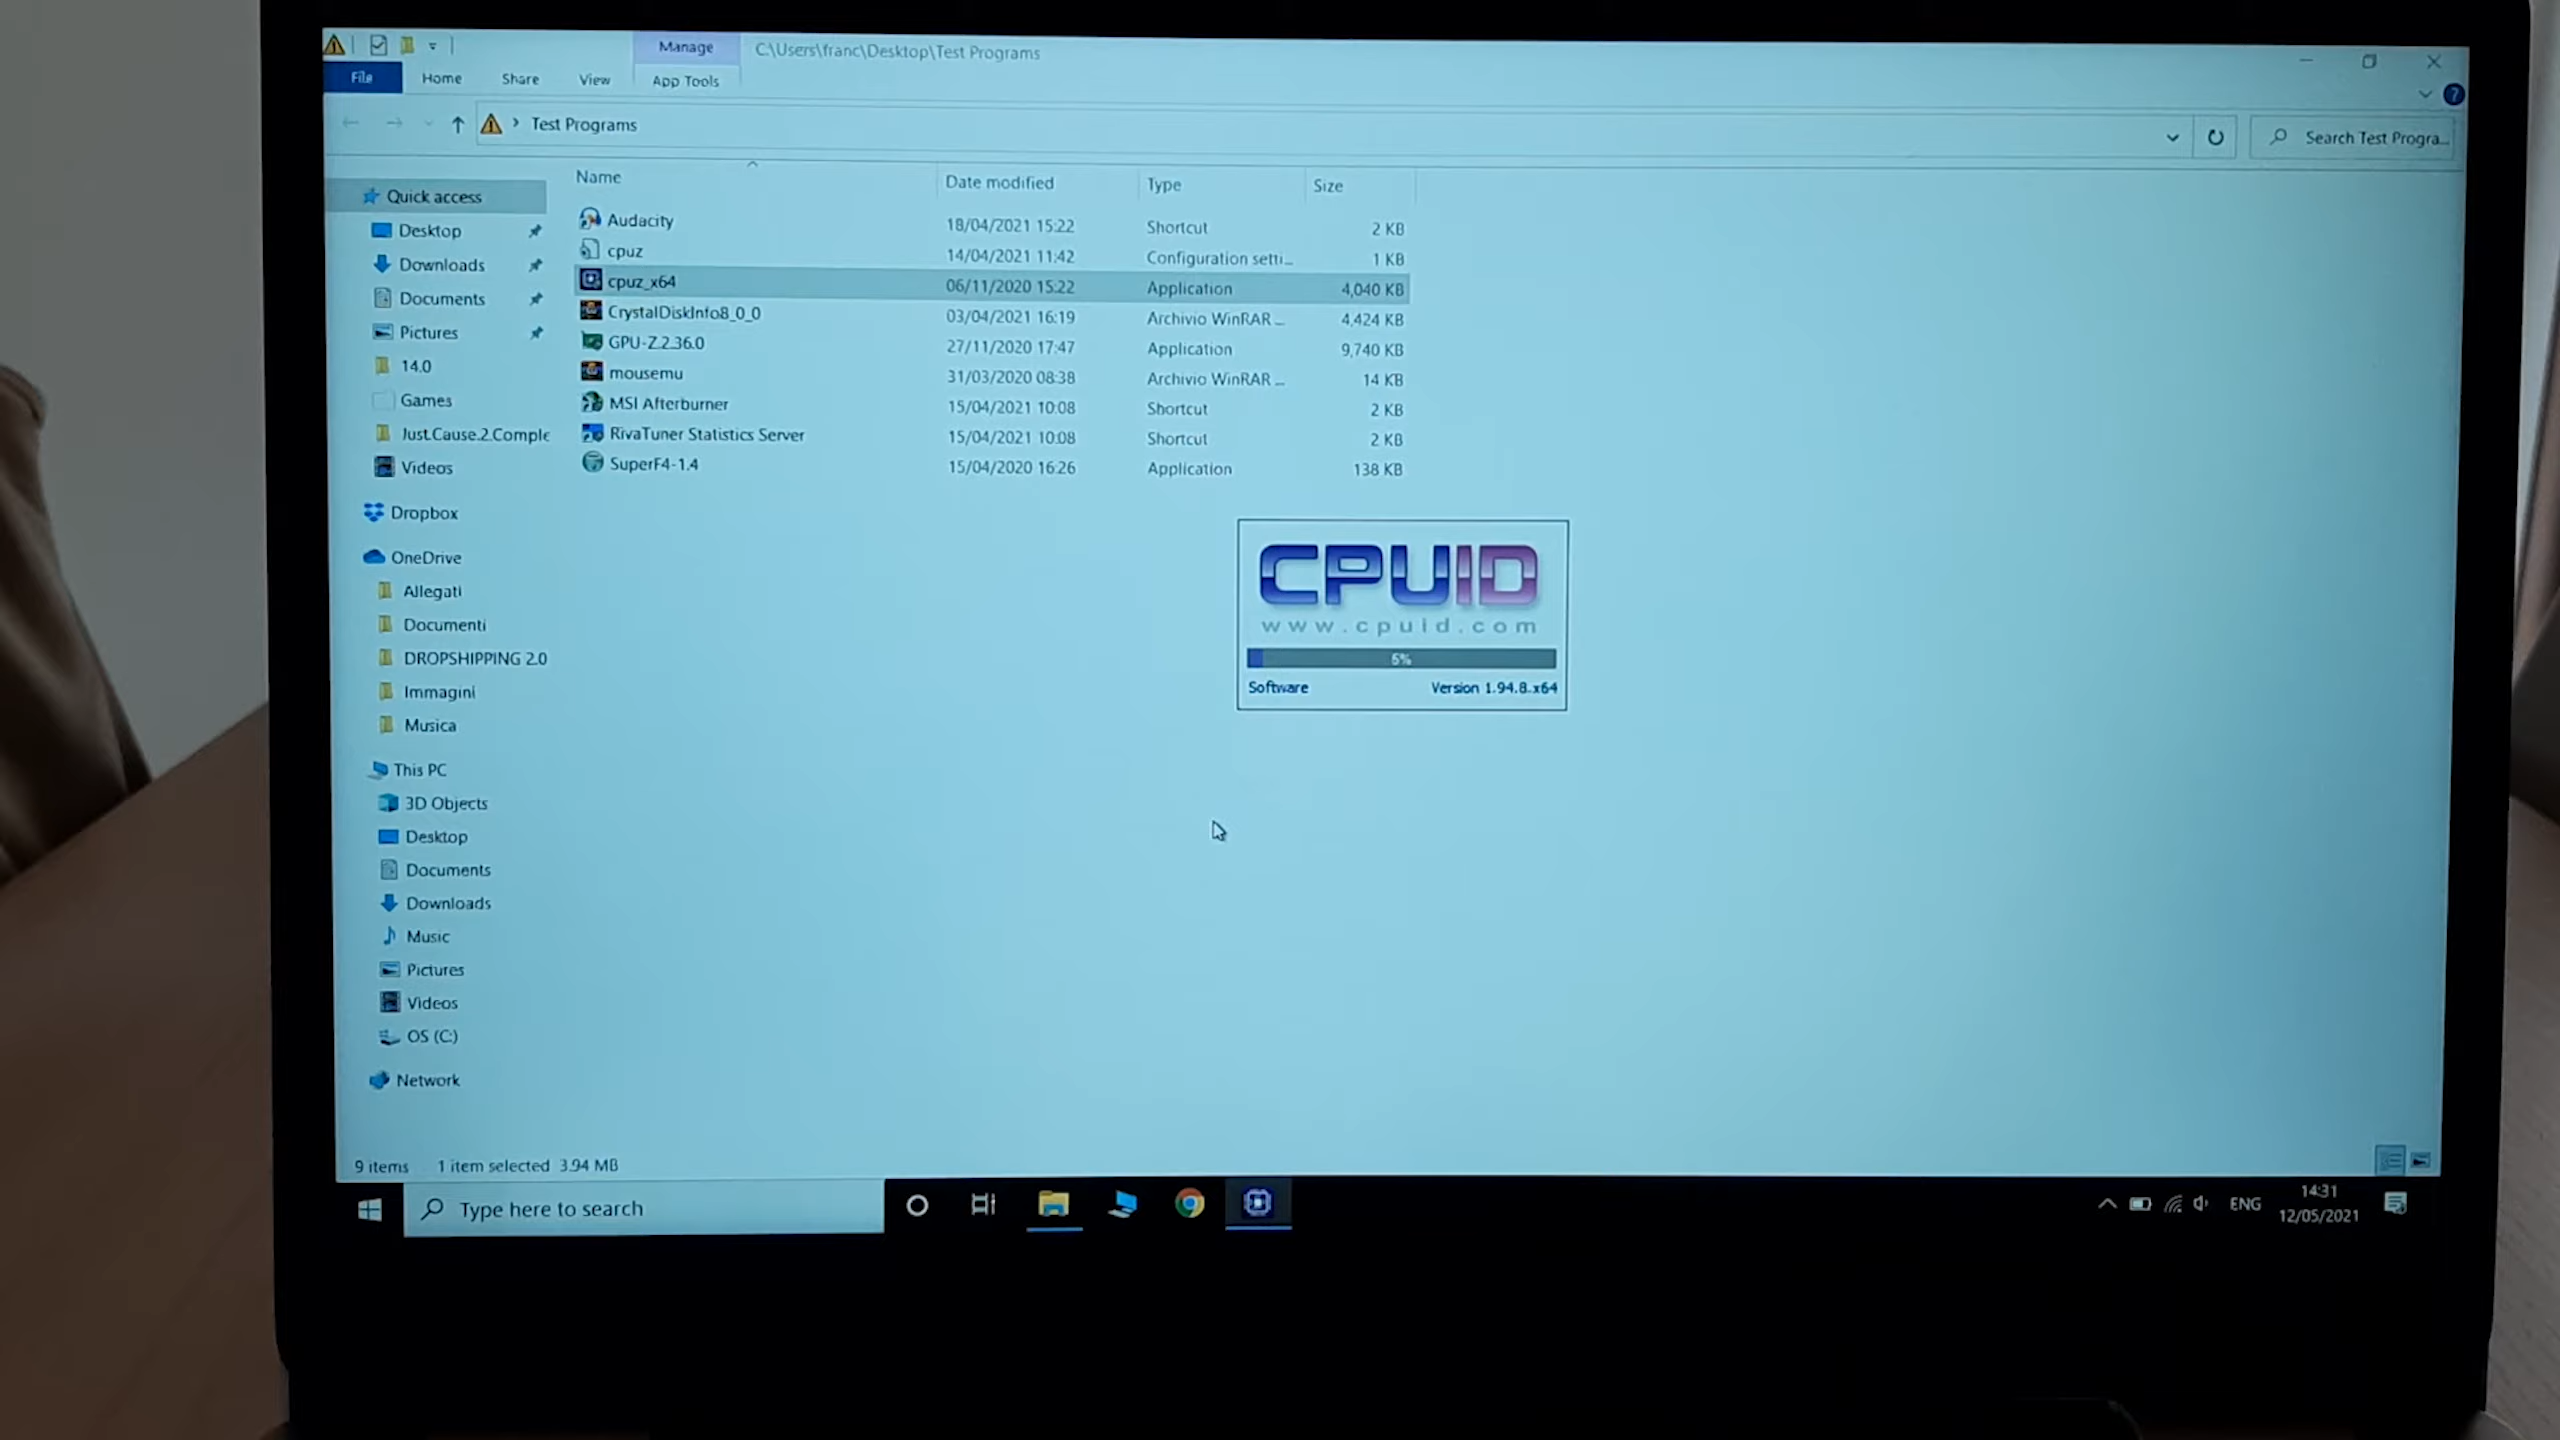 Manage C:\Users\franc\Desktop\Test Programs
File Home Share View App Tools
Test Programs Search Test Progra...
Name Date modified Type Size
Audacity 18/04/2021 15:22 Shortcut 2 KB
cpuz 14/04/2021 11:42 Configuration setti... 1 KB
cpuz_x64 06/11/2020 15:22 Application 4,040 KB
CrystalDiskInfo8_0_0 03/04/2021 16:19 Archivio WinRAR ... 4,424 KB
GPU-Z.2.36.0 27/11/2020 17:47 Application 9,740 KB
mousemu 31/03/2020 08:38 Archivio WinRAR ... 14 KB
MSI Afterburner 15/04/2021 10:08 Shortcut 2 KB
RivaTuner Statistics Server 15/04/2021 10:08 Shortcut 2 KB
SuperF4-1.4 15/04/2020 16:26 Application 138 KB
Quick access
Desktop
Downloads
Documents
Pictures
14.0
Games
Just.Cause.2.Comple
Videos
Dropbox
OneDrive
Allegati
Documenti
DROPSHIPPING 2.0
Immagini
Musica
This PC
3D Objects
Desktop
Documents
Downloads
Music
Pictures
Videos
OS (C:)
Network
CPUID
www.cpuid.com
5%
Software Version 1.94.8.x64
9 items 1 item selected 3.94 MB
Type here to search
ENG
14:31
12/05/2021